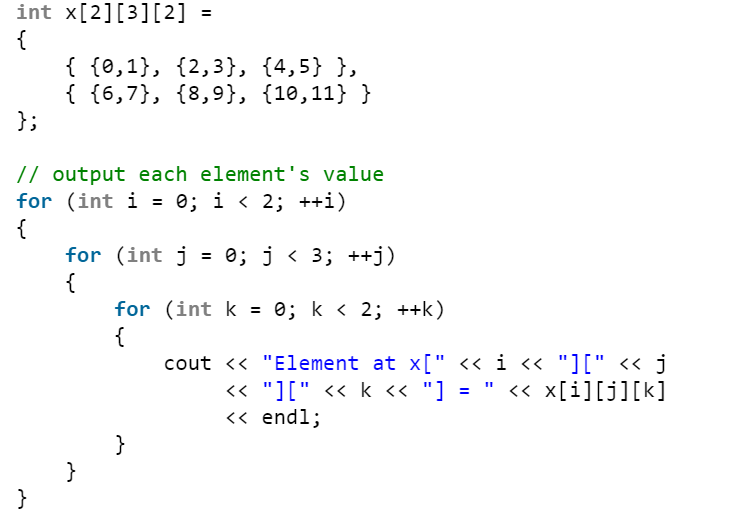 int x[2][3][2] =
{
    { {0,1}, {2,3}, {4,5} },
    { {6,7}, {8,9}, {10,11} }
};

// output each element's value
for (int i = 0; i < 2; ++i)
{
    for (int j = 0; j < 3; ++j)
    {
        for (int k = 0; k < 2; ++k)
        {
            cout << "Element at x[" << i << "][" << j
                 << "][" << k << "] = " << x[i][j][k]
                 << endl;
        }
    }
}